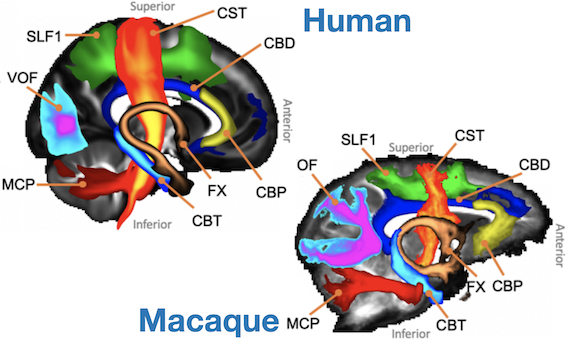 Superior
CST
Human
SLF1
CBD
VOF
Anterior
MCP
FX
CBP
CBT
Inferior
SLF1
Superior
CST
OF
CBD
Anterior
FX
CBP
MCP
CBT
Macaque
Inferior